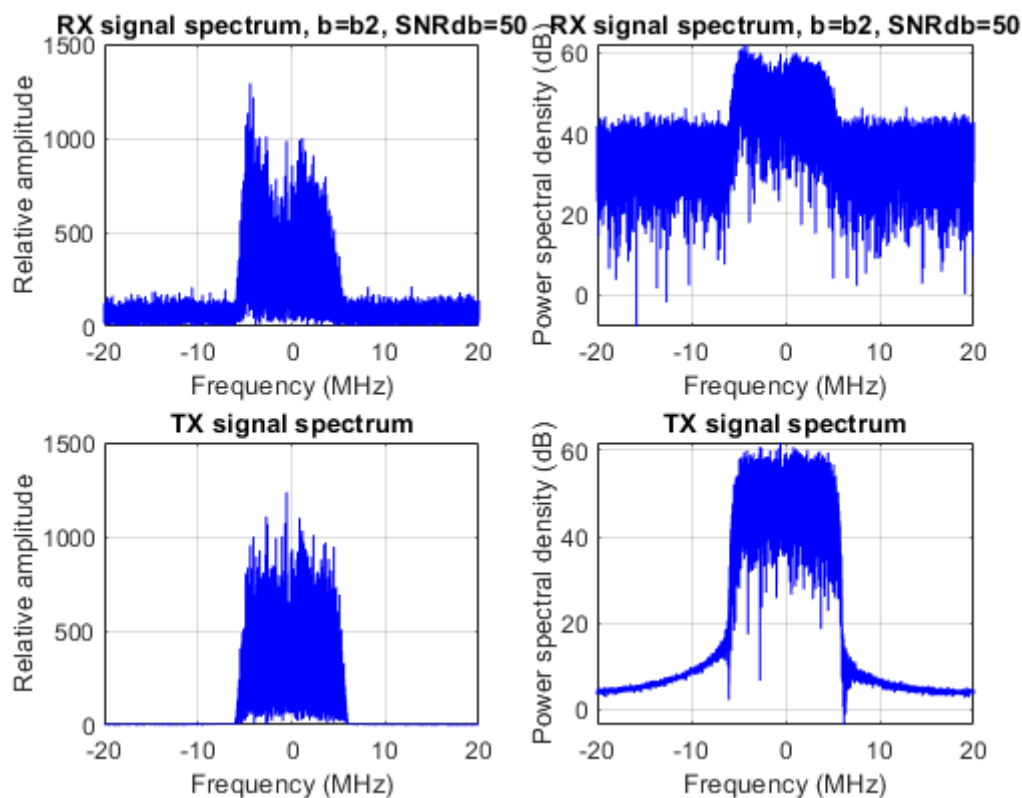 RX signal spectrum, b=b2, SNRdb=50
1500
1000
500
0
Relative amplitude
-20 -10 0 10 20
Frequency (MHz)
RX signal spectrum, b=b2, SNRdb=50
60
40
20
0
Power spectral density (dB)
-20 -10 0 10 20
Frequency (MHz)
TX signal spectrum
1500
1000
500
0
Relative amplitude
-20 -10 0 10 20
Frequency (MHz)
TX signal spectrum
60
40
20
0
Power spectral density (dB)
-20 -10 0 10 20
Frequency (MHz)